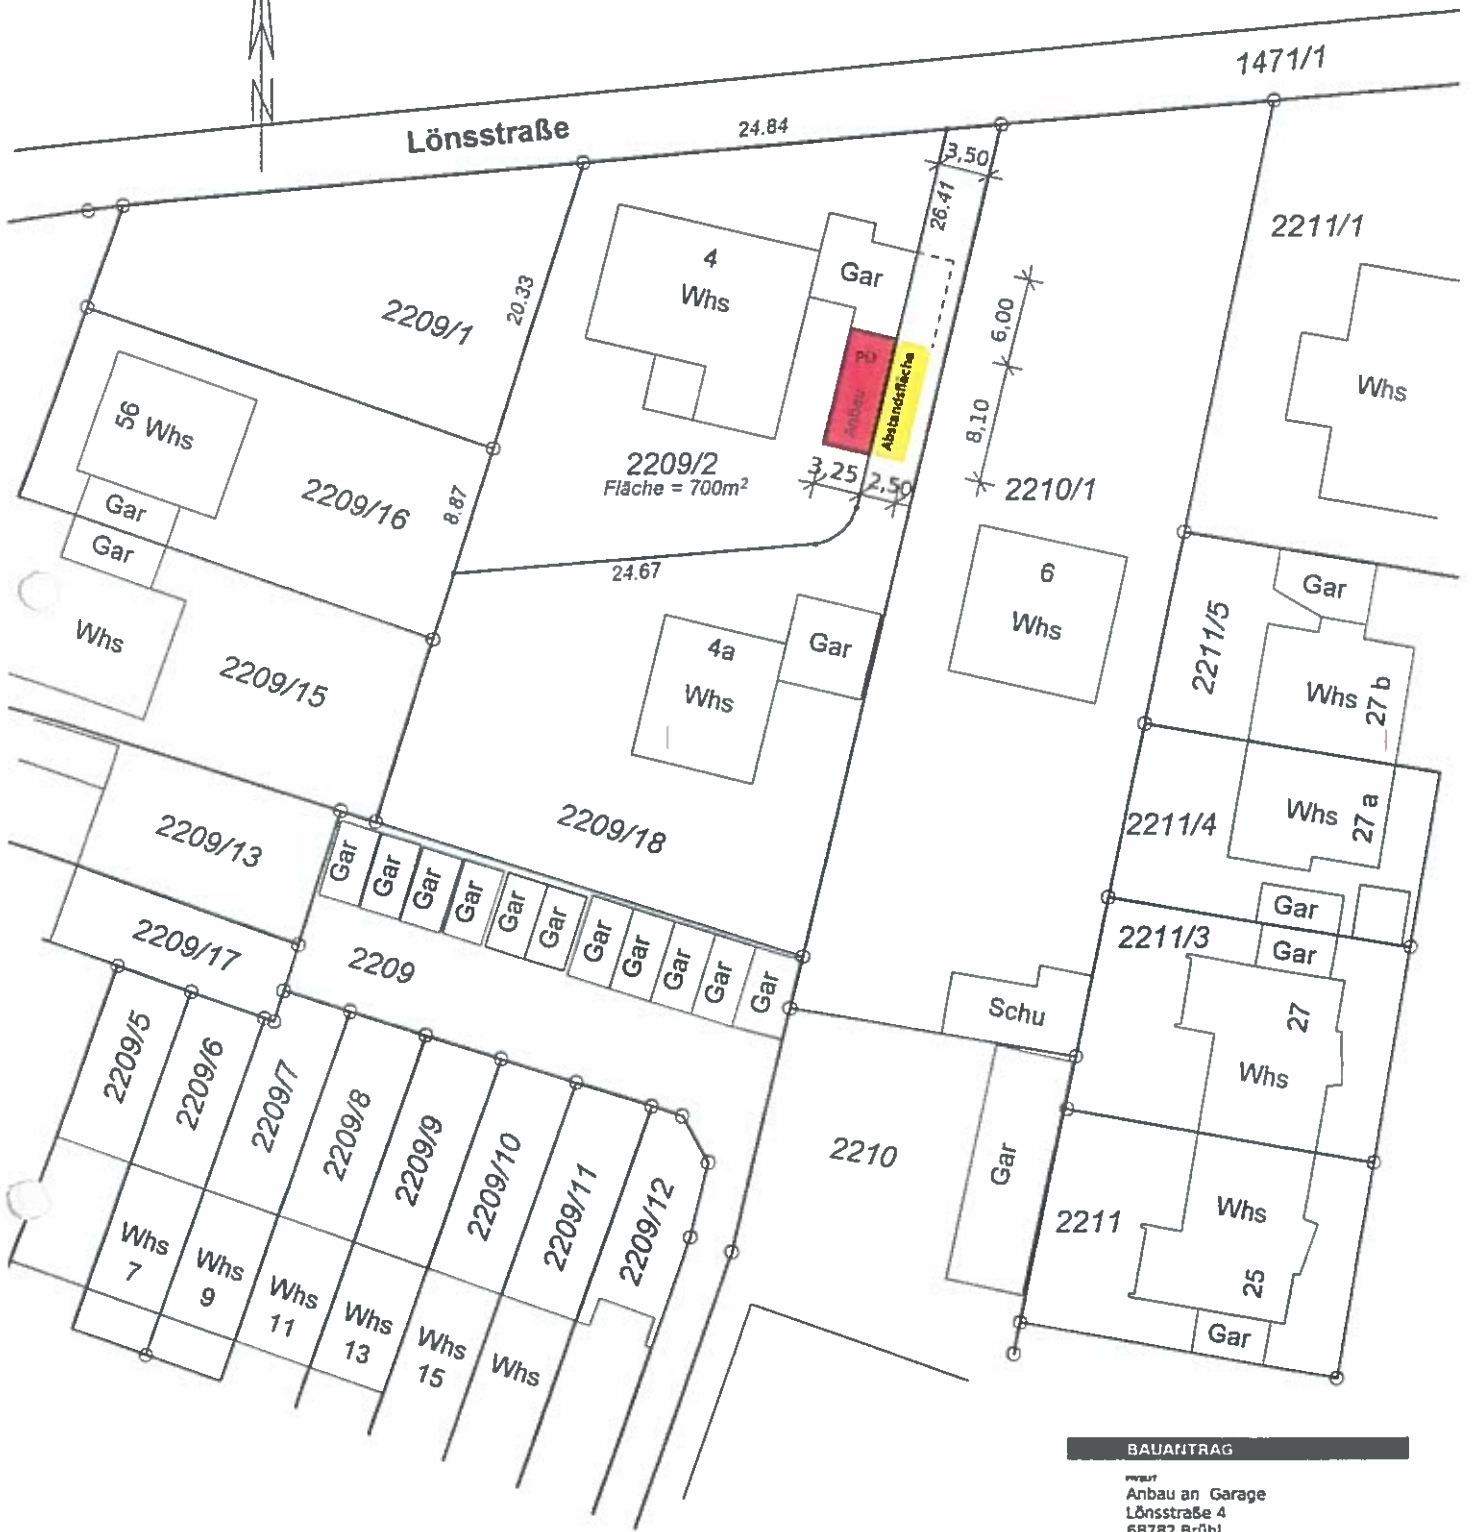 N
1471/1
Lönsstraße
24.84
3,50
26.41
2211/1
4
Whs
Gar
2209/1
20.33
6,00
PD
Anbau
Abstandsfläche
8,10
Whs
56 Whs
2209/2
Fläche = 700m²
3,25
2,50
2210/1
2209/16
8.87
Gar
Gar
24.67
6
Whs
Gar
2211/5
Whs
2209/15
4a
Whs
Gar
Whs
27 b
2209/13
2209/18
2211/4
Whs
27 a
Gar
Gar
Gar
Gar
Gar
Gar
Gar
Gar
Gar
Gar
Gar
Gar
2209/17
2209
2211/3
Gar
Schu
27
Whs
2209/5
2209/6
2209/7
2209/8
2209/9
2209/10
2209/11
2209/12
2210
Gar
2211
Whs
25
Gar
Whs
7
Whs
9
Whs
11
Whs
13
Whs
15
Whs
BAUANTRAG
Anbau an Garage
Lönsstraße 4
68782 Brühl